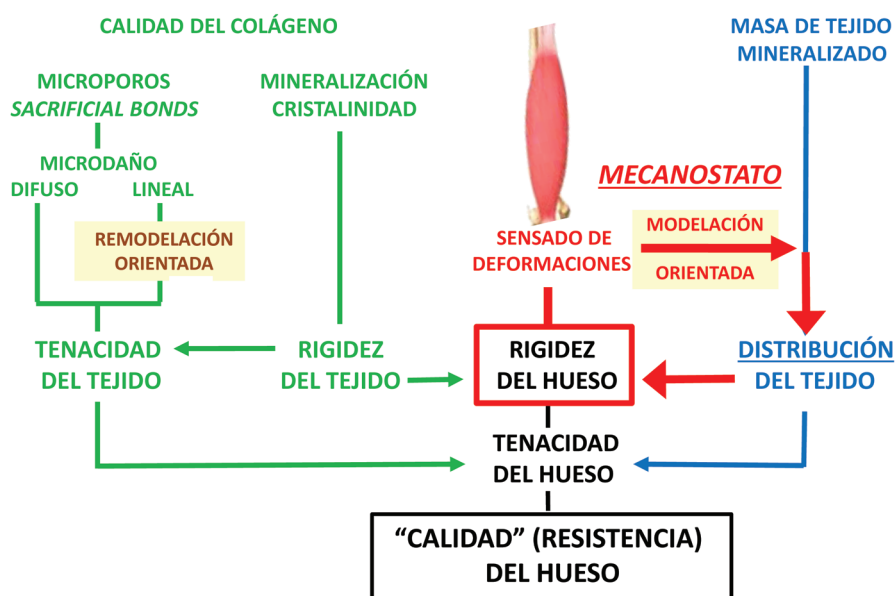 CALIDAD DEL COLÁGENO
MICROPOROS
SACRIFICIAL BONDS
MICRODAÑO
DIFUSO
LINEAL
REMODELACIÓN
ORIENTADA
TENACIDAD
DEL TEJIDO
MINERALIZACIÓN
CRISTALINIDAD
RIGIDEZ
DEL TEJIDO
MECANOSTATO
SENSADO DE
DEFORMACIONES
MODELACIÓN
ORIENTADA
MASA DE TEJIDO
MINERALIZADO
DISTRIBUCIÓN
DEL TEJIDO
RIGIDEZ
DEL HUESO
TENACIDAD
DEL HUESO
“CALIDAD” (RESISTENCIA)
DEL HUESO